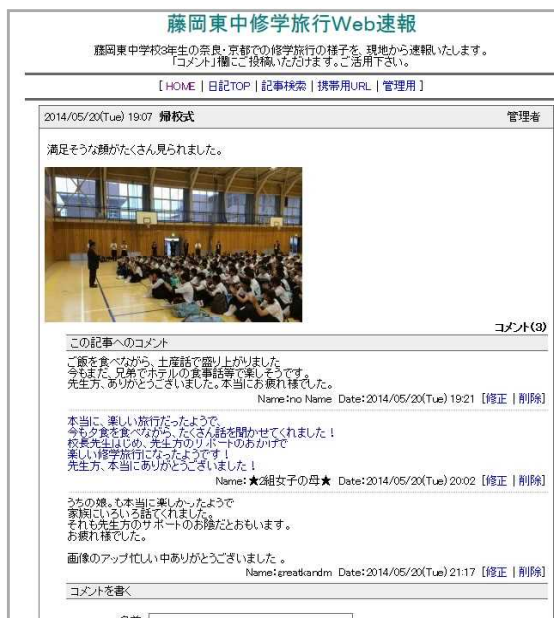 藤岡東中修学旅行Web速報
藤岡東中学校3年生の奈良・京都での修学旅行の様子を、現地から速報いたします。
「コメント」欄にご投稿いただけます。ご活用下さい。
[ HOME | 日記TOP | 記事検索 | 携帯用URL | 管理用 ]
2014/05/20(Tue) 19:07 帰校式 管理者
満足そうな顔がたくさん見られました。
コメント(3)
この記事へのコメント
ご飯を食べながら、土産話で盛り上がりました
今もまだ、兄弟でホテルの食事話等で楽しそうです。
先生方、ありがとうございました。本当にお疲れ様でした。
Name:no Name Date:2014/05/20(Tue) 19:21 [修正 | 削除]
本当に、楽しい旅行だったようで、
今も夕食を食べながら、たくさん話を聞かせてくれました！
校長先生はじめ、先生方のリポートのおかげで
楽しい修学旅行になったようです！
先生方、本当にありがとうございました！
Name:★2組女子の母★ Date:2014/05/20(Tue) 20:02 [修正 | 削除]
うちの娘。も本当に楽しかったようで
家族にいろいろ話てくれました。
それも先生方のサポートのお陰だとおもいます。
お疲れ様でした。
画像のアップ忙しい中ありがとうございました 。
Name:greatkandm Date:2014/05/20(Tue) 21:17 [修正 | 削除]
コメントを書く